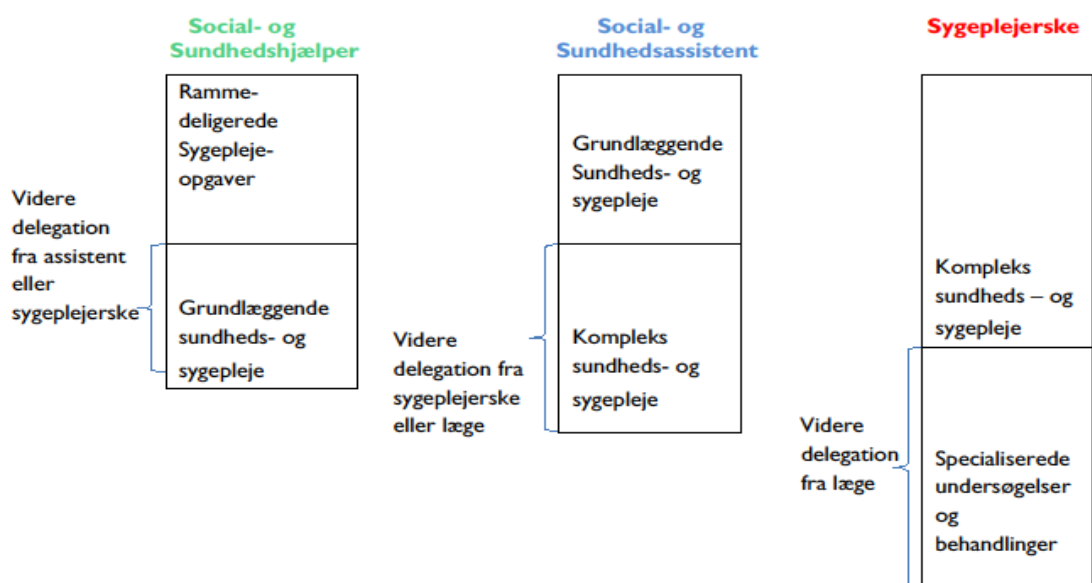 Social- og
Sundhedshjælper
Social- og
Sundhedsassistent
Sygeplejerske
Ramme-
deligerede
Sygepleje-
opgaver
Videre
delegation
fra assistent
eller
sygeplejerske
Grundlæggende
sundheds- og
sygepleje
Grundlæggende
Sundheds- og
sygepleje
Videre
delegation fra
sygeplejerske
eller læge
Kompleks
sundheds- og
sygepleje
Kompleks
sundheds – og
sygepleje
Videre
delegation
fra læge
Specialiserede
undersøgelser
og
behandlinger